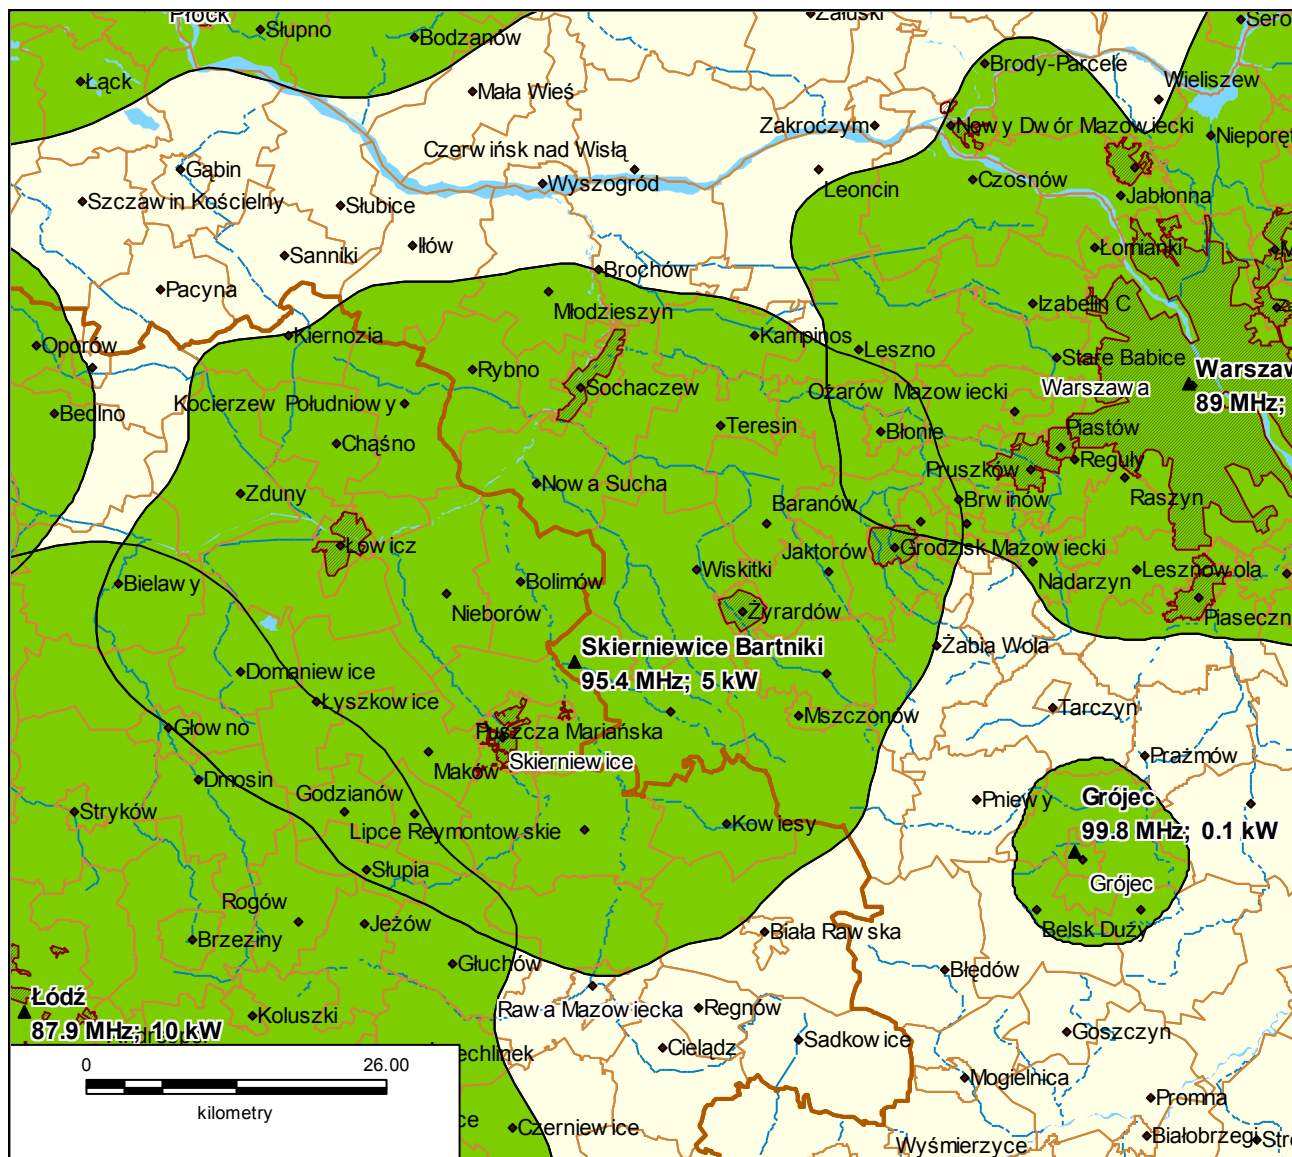 Płock
Słupno
Bodzanów
Załuski
Łąck
Brody-Parcele
Wieliszew
Mała Wieś
Zakroczym
Nowy Dwór Mazowiecki
Nieporęt
Czerwińsk nad Wisłą
Gąbin
Wyszogród
Leoncin
Czosnów
Jabłonna
Szczawin Kościelny
Słubice
Iłów
Łomianki
Sanniki
Brochów
Pacyna
Młodzieszyn
Izabelin C
Kiernozia
Kampinos
Leszno
Oporów
Stare Babice
Rybno
Warszawa
Sochaczew
Ożarów Mazowiecki
Warszaw
89 MHz;
Bedlno
Kocierzew Południowy
Teresin
Błonie
Piastów
Chąśno
Reguły
Pruszków
Raszyn
Zduny
Nowa Sucha
Brwinów
Baranów
Łowicz
Jaktorów
Grodzisk Mazowiecki
Bielawy
Bolimów
Wiskitki
Nadarzyn
Lesznowola
Nieborów
Żyrardów
Piaseczn
Skierniewice Bartniki
95.4 MHz; 5 kW
Żabia Wola
Domaniewice
Łyszkowice
Tarczyn
Głowno
Puszcza Mariańska
Mszczonów
Skierniewice
Maków
Prażmów
Dmosin
Stryków
Godzianów
Pniewy
Grójec
99.8 MHz; 0.1 kW
Lipce Reymontowskie
Kowiesy
Słupia
Grójec
Rogów
Jeżów
Belsk Duży
Brzeziny
Biała Rawska
Głuchów
Błędów
Łódź
87.9 MHz; 10 kW
Koluszki
Rawa Mazowiecka
Regnów
Goszczyn
Cielądz
Sadkowice
Mogielnica
Promna
Czerniewice
Wyśmierzyce
Białobrzegi
0
26.00
kilometry